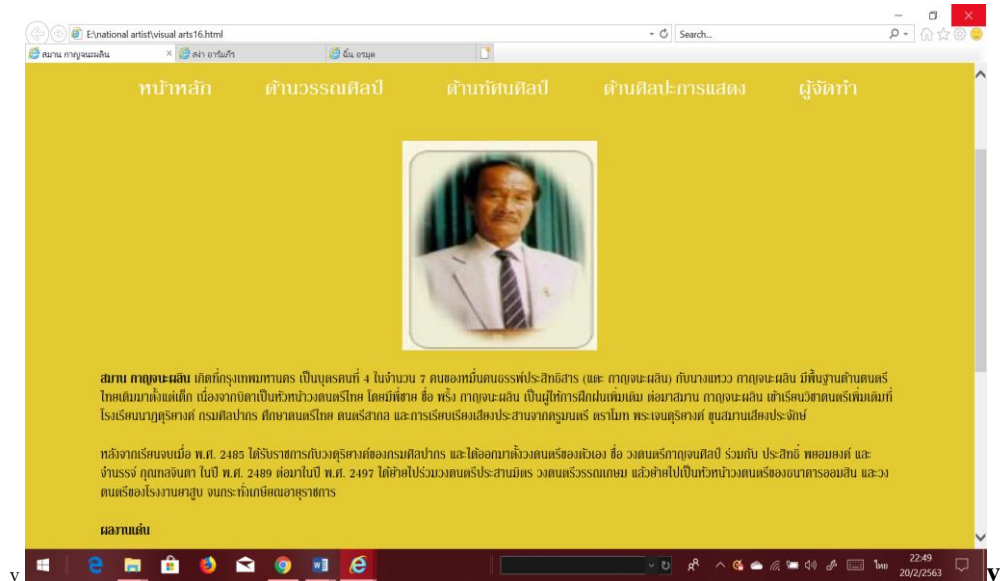 E:\national artist\visual arts16.html
Search...
สมาน กาญจนะผลิน
สง่า อารัมภีร
ฉิ้น อรมุต
หน้าหลัก ด้านวรรณศิลป์ ด้านทัศนศิลป์ ด้านศิลปะการแสดง ผู้จัดทำ
สมาน กาญจนะผลิน เกิดที่กรุงเทพมหานคร เป็นบุตรคนที่ 4 ในจำนวน 7 คนของหมื่นคนธรรพ์ประสิทธิสาร (แตะ กาญจนะผลิน) กับนางแหวว กาญจนะผลิน มีพื้นฐานด้านดนตรี
ไทยเดิมมาตั้งแต่เด็ก เนื่องจากบิดาเป็นหัวหน้าวงดนตรีไทย โดยมีพี่ชาย ชื่อ พริ้ง กาญจนะผลิน เป็นผู้ให้การฝึกฝนเพิ่มเติม ต่อมาสมาน กาญจนะผลิน เข้าเรียนวิชาดนตรีเพิ่มเติมที่
โรงเรียนนาฏดุริยางค์ กรมศิลปากร ศึกษาดนตรีไทย ดนตรีสากล และการเรียบเรียงเสียงประสานจากครูมนตรี ตราโมท พระเจนดุริยางค์ ขุนสมานเสียงประจักษ์
หลังจากเรียนจบเมื่อ พ.ศ. 2485 ได้รับราชการกับวงดุริยางค์ของกรมศิลปากร และได้ออกมาตั้งวงดนตรีของตัวเอง ชื่อ วงดนตรีกาญจนศิลป์ ร่วมกับ ประสิทธิ์ พยอมยงค์ และ
จำนรรจ์ กุณฑลจินดา ในปี พ.ศ. 2489 ต่อมาในปี พ.ศ. 2497 ได้ย้ายไปร่วมวงดนตรีประสานมิตร วงดนตรีวรรณเกษม แล้วย้ายไปเป็นหัวหน้าวงดนตรีของธนาคารออมสิน และวง
ดนตรีของโรงงานยาสูบ จนกระทั่งเกษียณอายุราชการ
ผลงานเด่น
ไทย
22:49
20/2/2563
v v